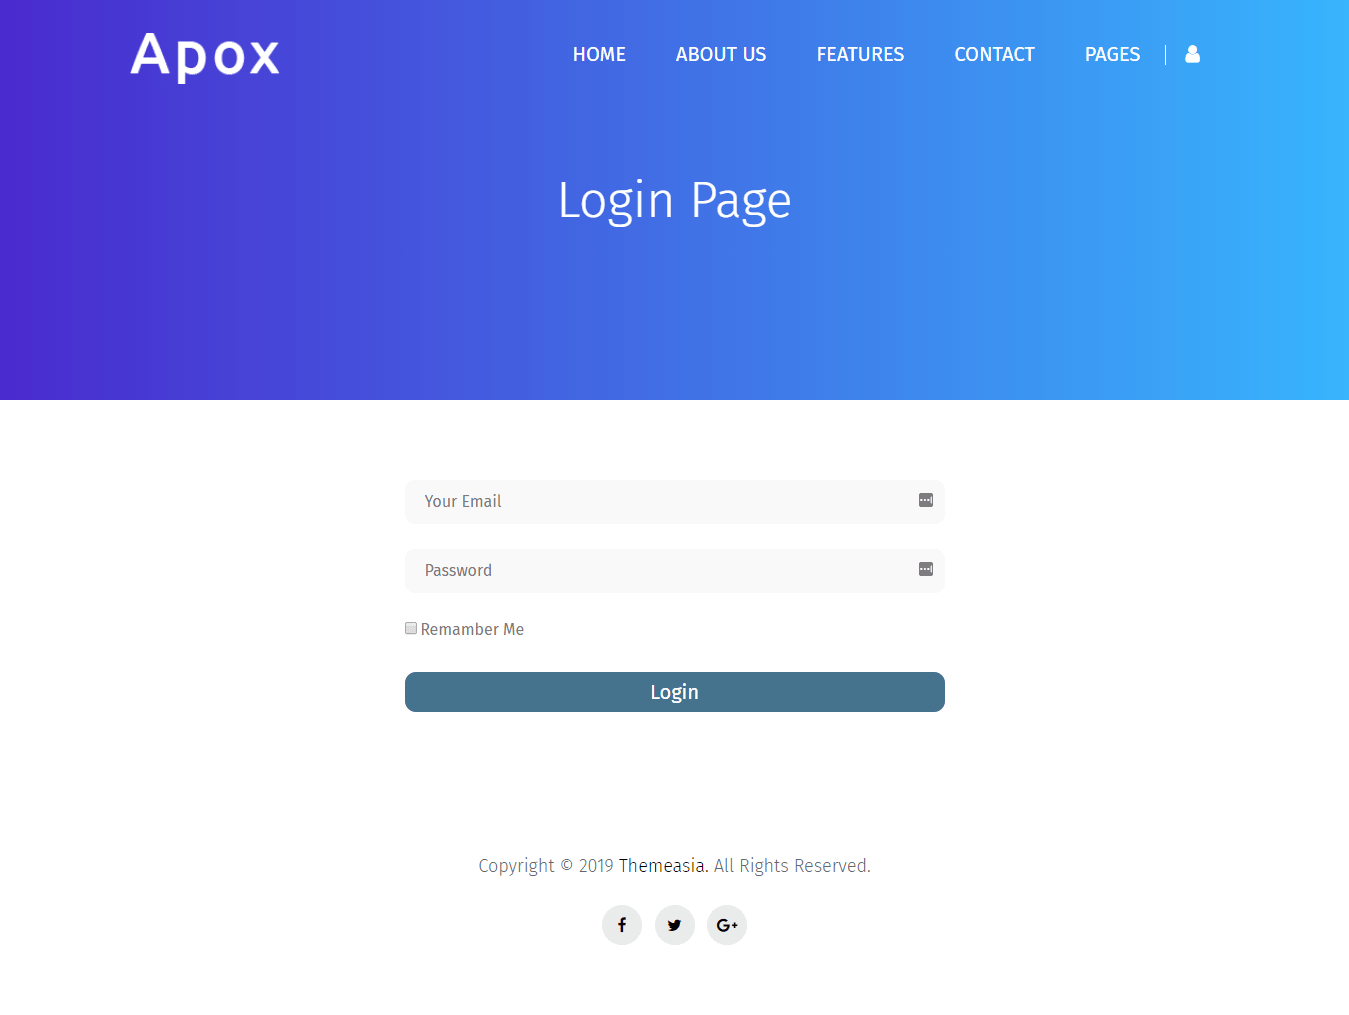 Apox
HOME ABOUT US FEATURES CONTACT PAGES
Login Page
Your Email
Password
Remamber Me
Login
Copyright © 2019 Themeasia. All Rights Reserved.